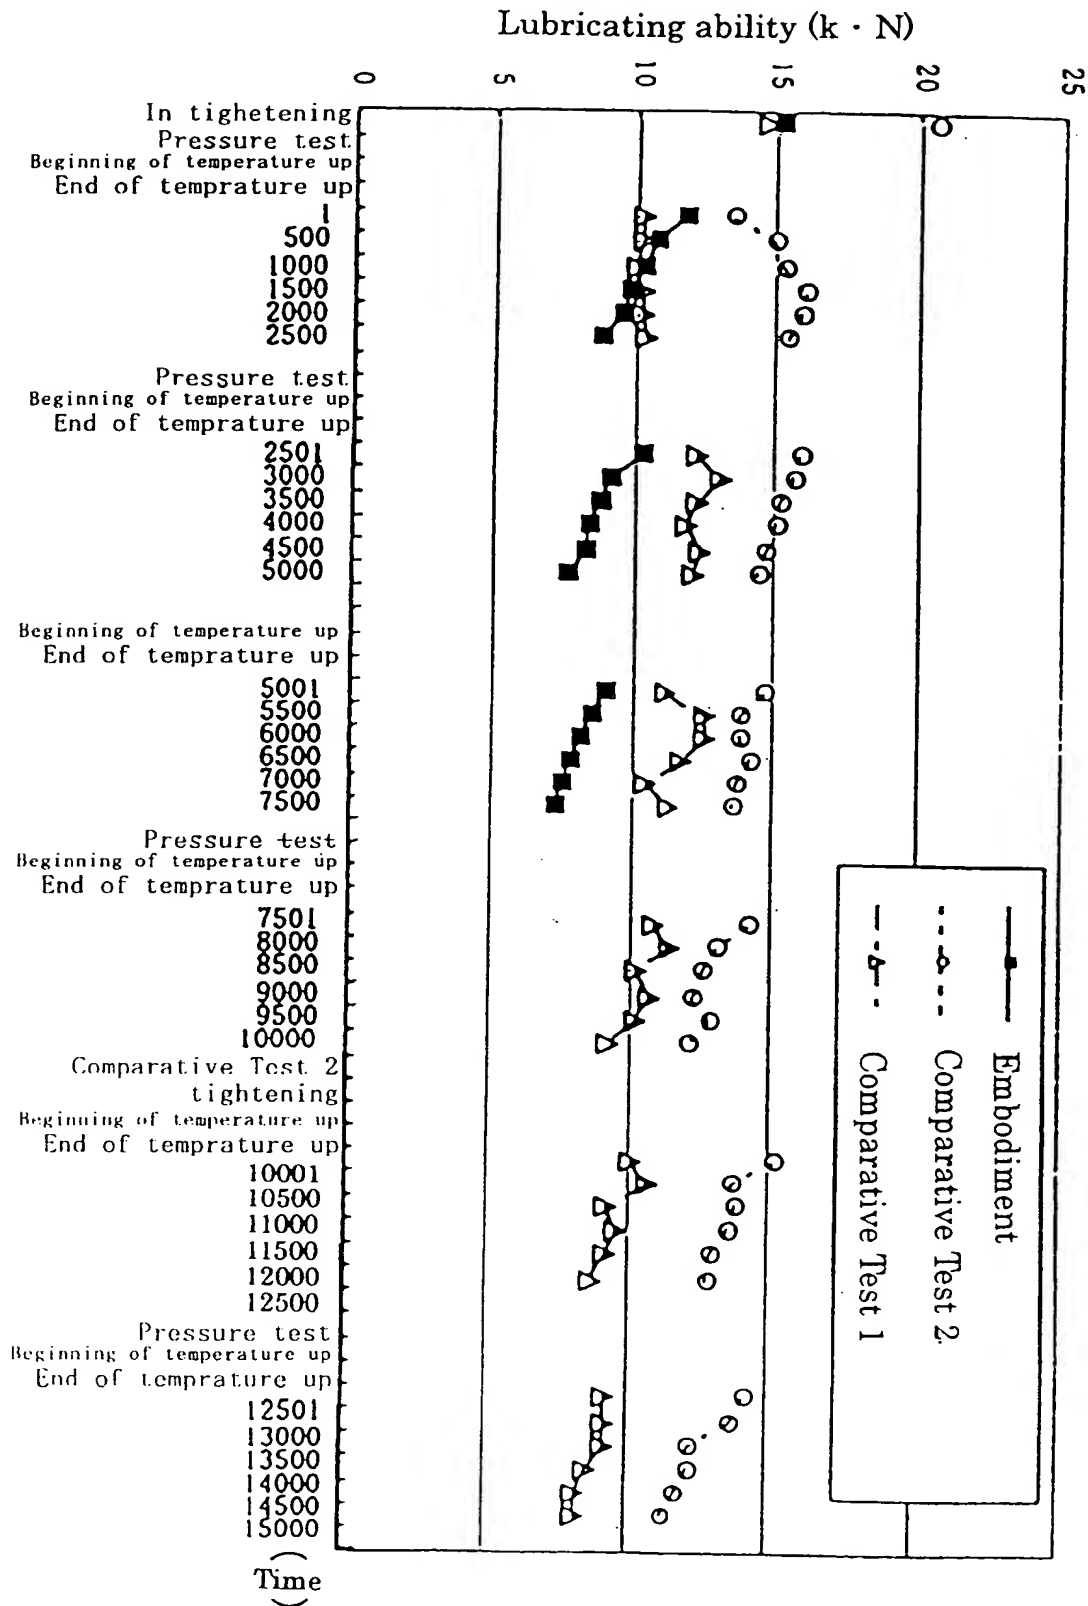 Lubricating ability (k · N)
0
5
10
15
20
25
In tighetening
Pressure test
Beginning of temperature up
End of temprature up
1
500
1000
1500
2000
2500
Pressure test
Beginning of temperature up
End of temprature up
2501
3000
3500
4000
4500
5000
Beginning of temperature up
End of temprature up
5001
5500
6000
6500
7000
7500
Pressure test
Beginning of temperature up
End of temprature up
7501
8000
8500
9000
9500
10000
Comparative Test 2
tightening
Beginning of temperature up
End of temprature up
10001
10500
11000
11500
12000
12500
Pressure test
Beginning of temperature up
End of temprature up
12501
13000
13500
14000
14500
15000
(Time)
Embodiment
Comparative Test 2
Comparative Test 1